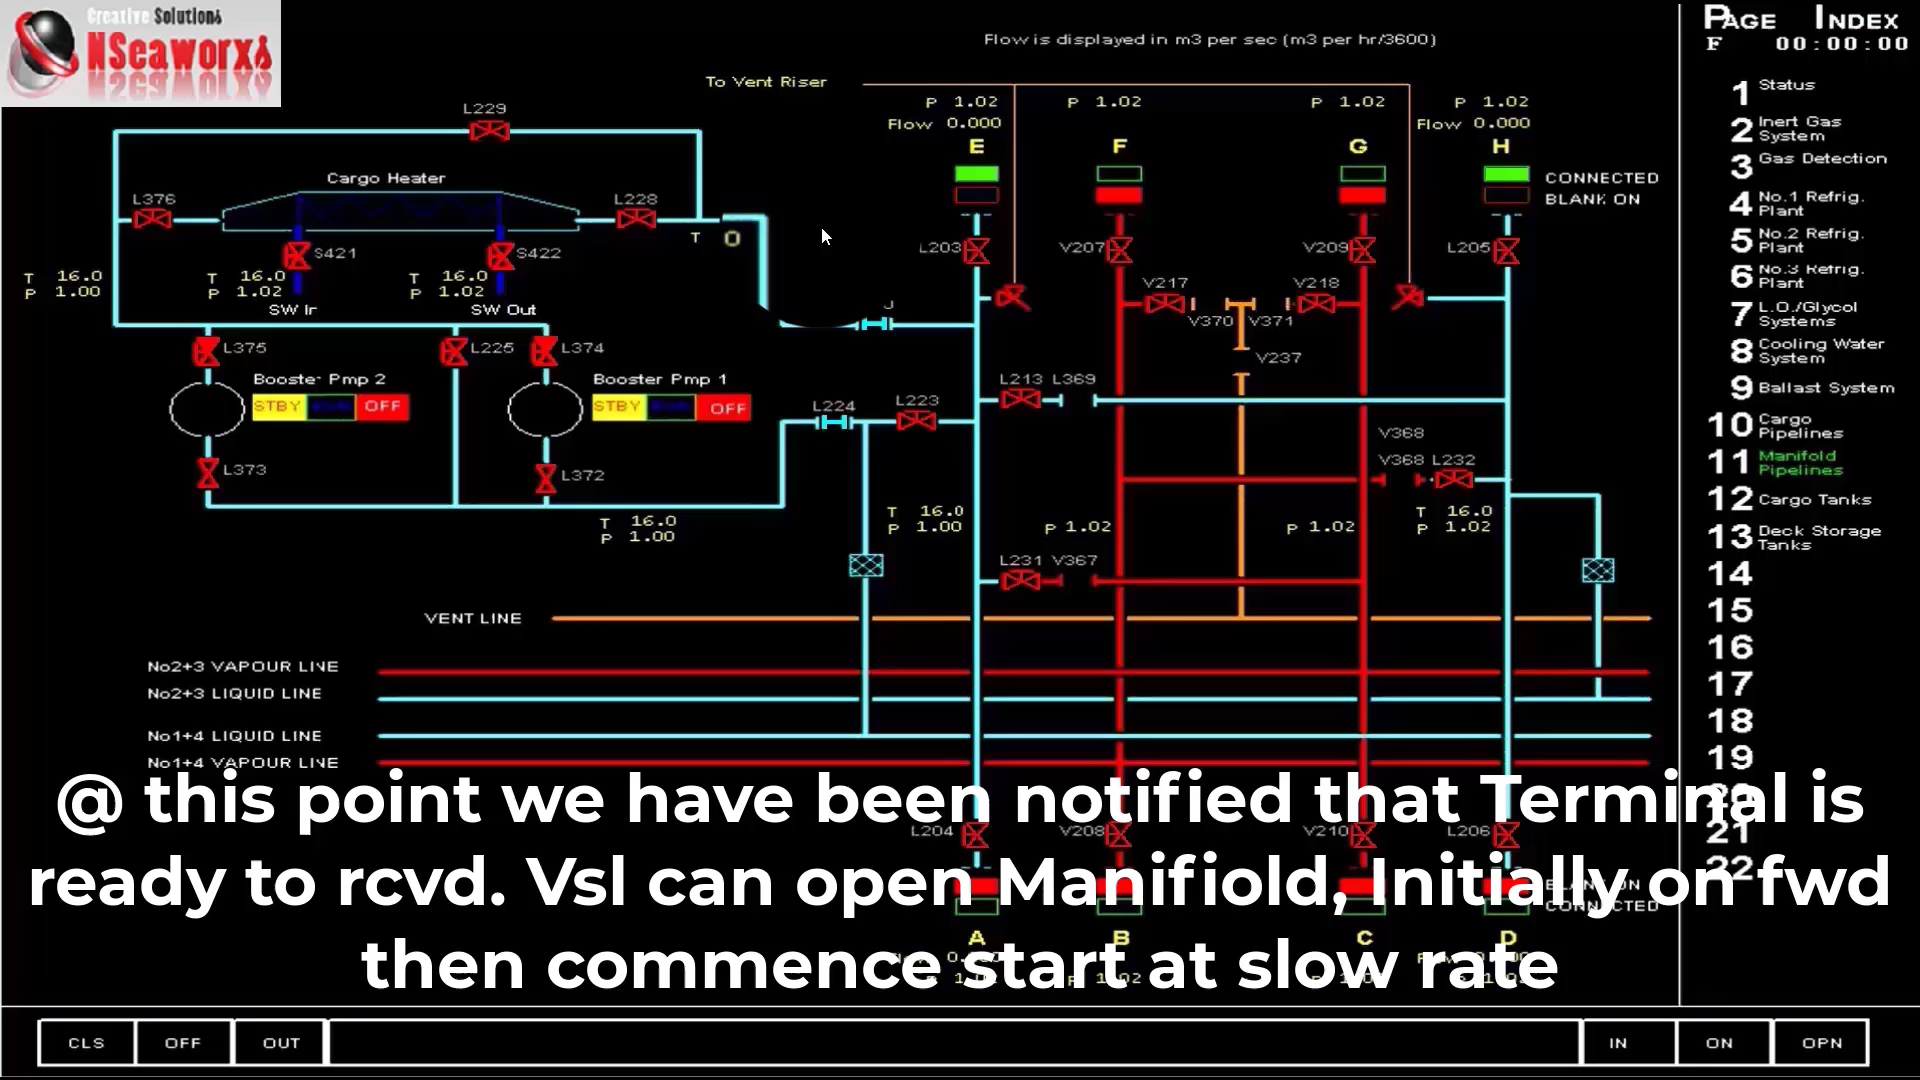 Creative Solutions
NSeaworxs
Flow is displayed in m3 per sec (m3 per hr/3600)
To Vent Riser
PAGE INDEX
F 00:00:00
P 1.02
P 1.02
P 1.02
P 1.02
Flow 0.000
Flow 0.000
E F G H
CONNECTED
BLANK ON
L229
Cargo Heater
L376
L228
S421
S422
T O
T 16.0
P 1.00
T 16.0
P 1.02
T 16.0
P 1.02
SW In
SW Out
L203
V207
V209
L205
V217
V218
V370
V371
V237
J
L375
L225
L374
Booster Pmp 2
STBY
OFF
Booster Pmp 1
STBY
OFF
L213 L369
L224
L223
L373
L372
V368
V368 L232
T 16.0
P 1.00
T 16.0
P 1.00
P 1.02
P 1.02
T 16.0
P 1.02
L231 V367
VENT LINE
No2+3 VAPOUR LINE
No2+3 LIQUID LINE
No1+4 LIQUID LINE
No1+4 VAPOUR LINE
L204
V208
V210
L206
@ this point we have been notified that Terminal is
ready to rcvd. Vsl can open Manifiold, Initially on fwd
then commence start at slow rate
A B C D
1 Status
2 Inert Gas
System
3 Gas Detection
4 No.1 Refrig.
Plant
5 No.2 Refrig.
Plant
6 No.3 Refrig.
Plant
7 L.O./Glycol
Systems
8 Cooling Water
System
9 Ballast System
10 Cargo
Pipelines
11 Manifold
Pipelines
12 Cargo Tanks
13 Deck Storage
Tanks
14
15
16
17
18
19
20
21
22
CLS
OFF
OUT
IN
ON
OPN